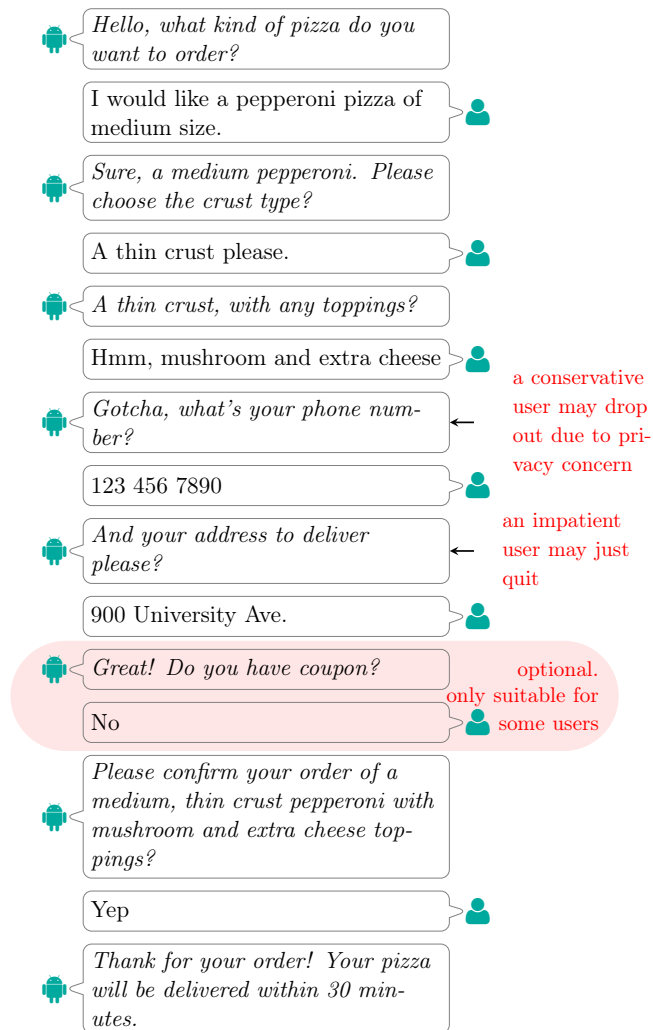 Hello, what kind of pizza do you
want to order?
I would like a pepperoni pizza of
medium size.
Sure, a medium pepperoni. Please
choose the crust type?
A thin crust please.
A thin crust, with any toppings?
Hmm, mushroom and extra cheese
a conservative
user may drop
out due to pri-
vacy concern
Gotcha, what's your phone num-
ber?
123 456 7890
And your address to deliver
please?
an impatient
user may just
quit
900 University Ave.
Great! Do you have coupon?
optional.
only suitable for
some users
No
Please confirm your order of a
medium, thin crust pepperoni with
mushroom and extra cheese top-
pings?
Yep
Thank for your order! Your pizza
will be delivered within 30 min-
utes.